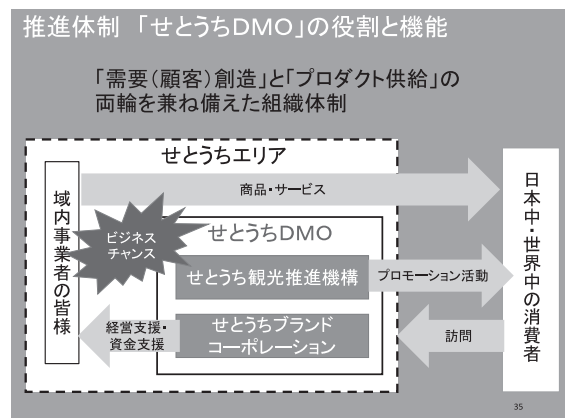 推進体制 「せとうちDMO」の役割と機能
「需要(顧客)創造」と「プロダクト供給」の
両輪を兼ね備えた組織体制
せとうちエリア
商品・サービス
域内事業者の皆様
ビジネス
チャンス
せとうちDMO
せとうち観光推進機構
プロモーション活動
日本中・世界中の消費者
経営支援・
資金支援
せとうちブランド
コーポレーション
訪問
35